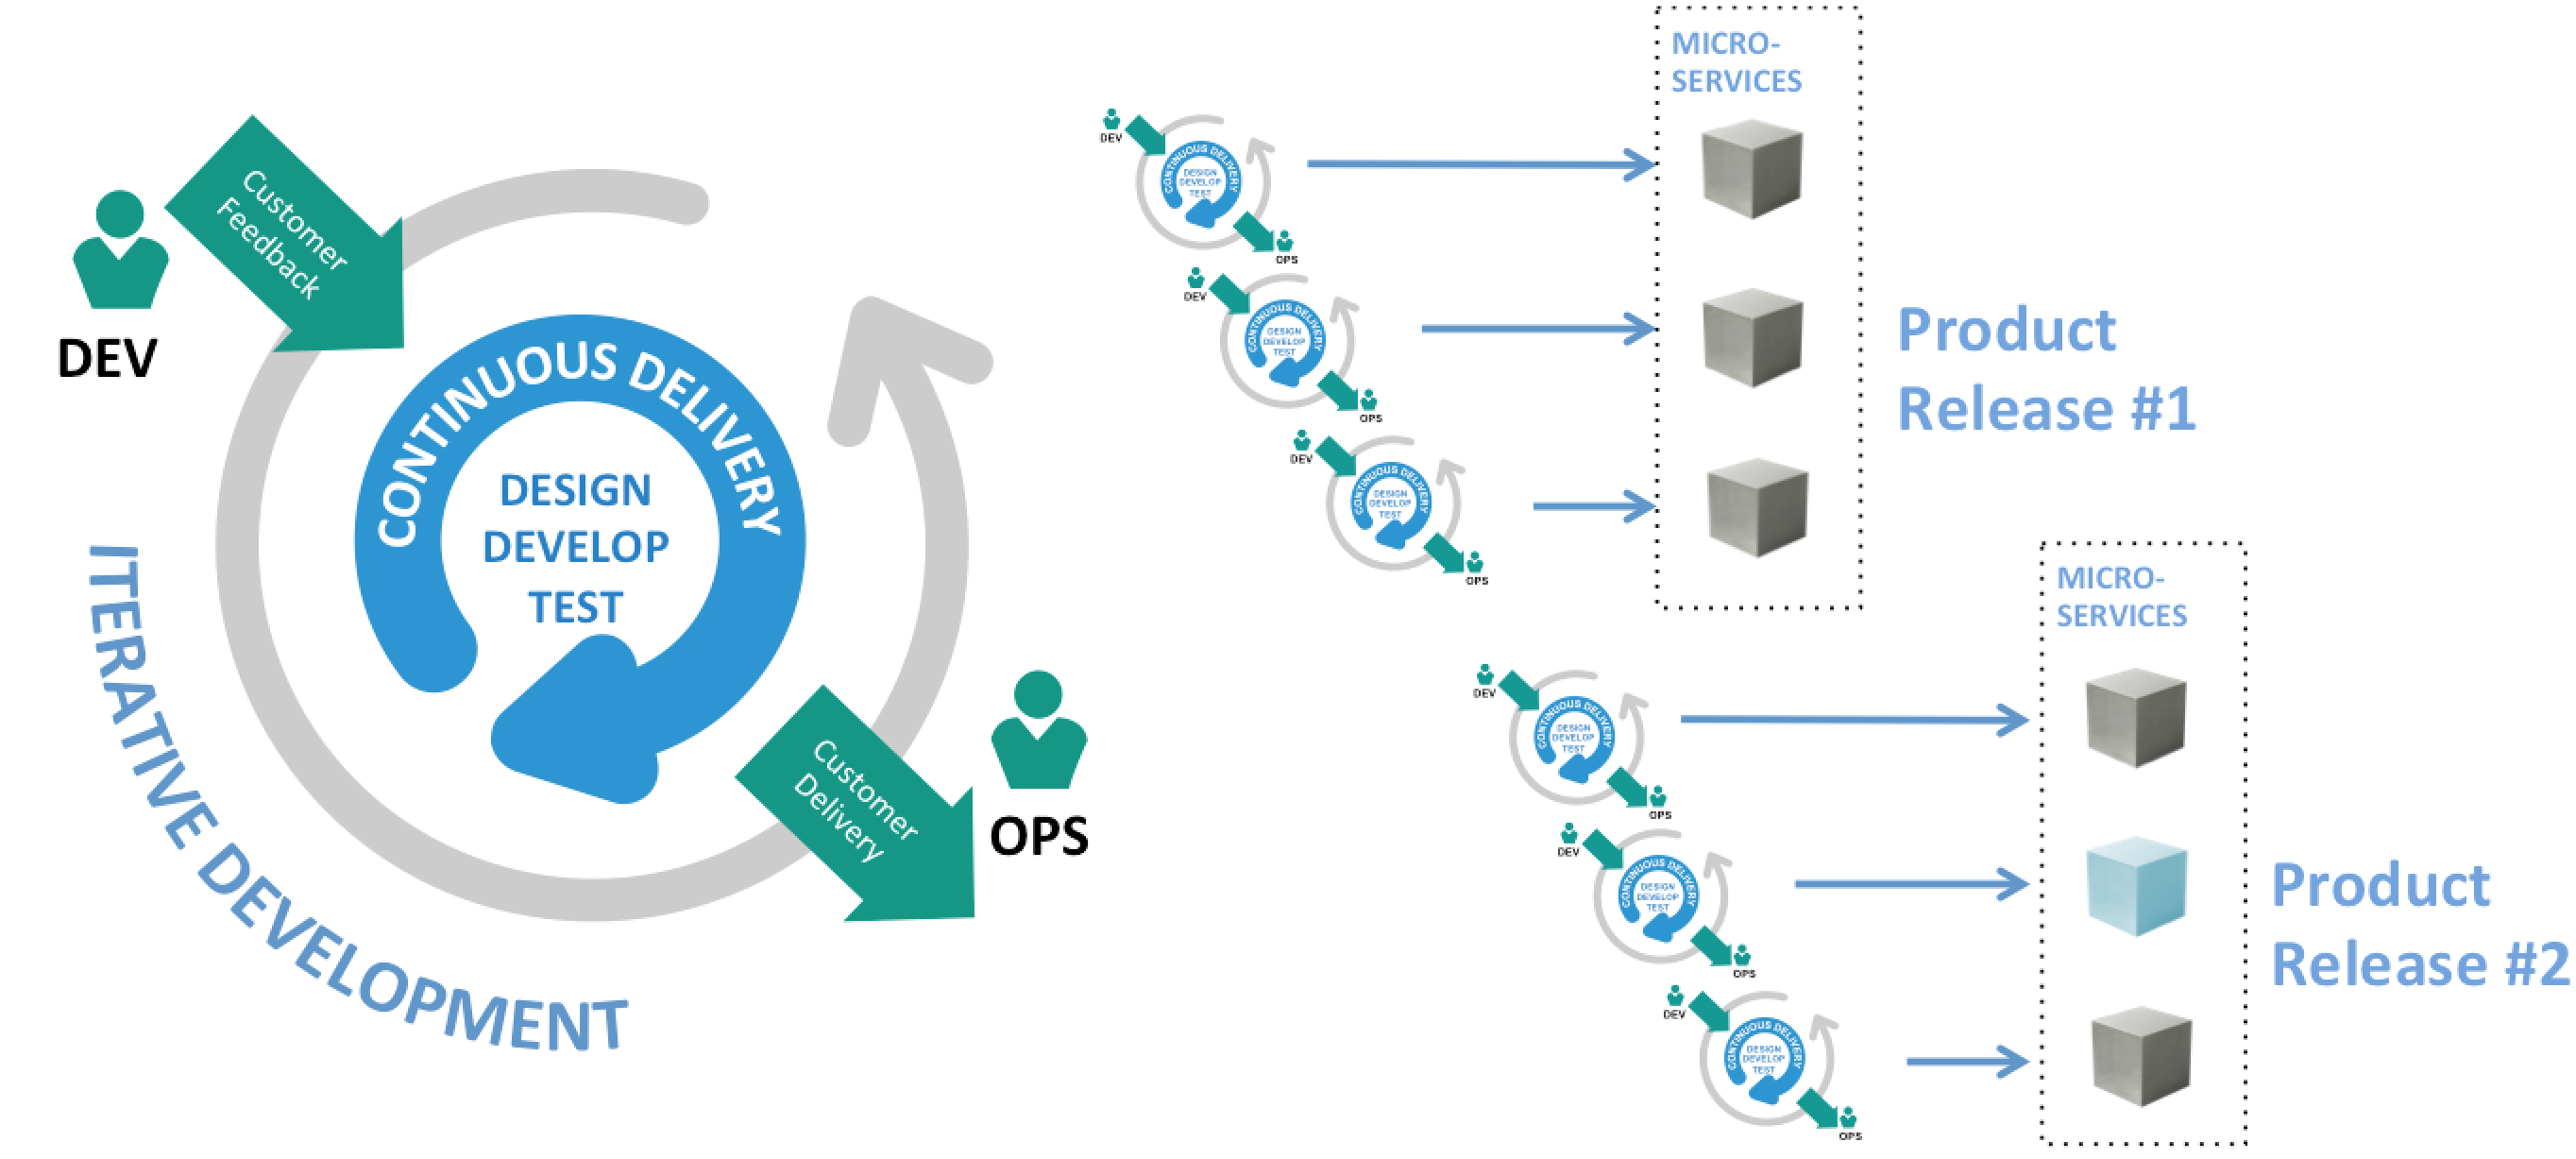 Customer
Feedback
DEV
CONTINUOUS DELIVERY
DESIGN
DEVELOP
TEST
ITERATIVE DEVELOPMENT
Customer
Delivery
OPS
MICRO-
SERVICES
DEV
CONTINUOUS DELIVERY
DESIGN
DEVELOP
TEST
OPS
DEV
CONTINUOUS DELIVERY
DESIGN
DEVELOP
TEST
OPS
DEV
CONTINUOUS DELIVERY
DESIGN
DEVELOP
TEST
OPS
Product
Release #1
MICRO-
SERVICES
DEV
CONTINUOUS DELIVERY
DESIGN
DEVELOP
TEST
OPS
DEV
CONTINUOUS DELIVERY
DESIGN
DEVELOP
TEST
OPS
DEV
CONTINUOUS DELIVERY
DESIGN
DEVELOP
TEST
OPS
Product
Release #2